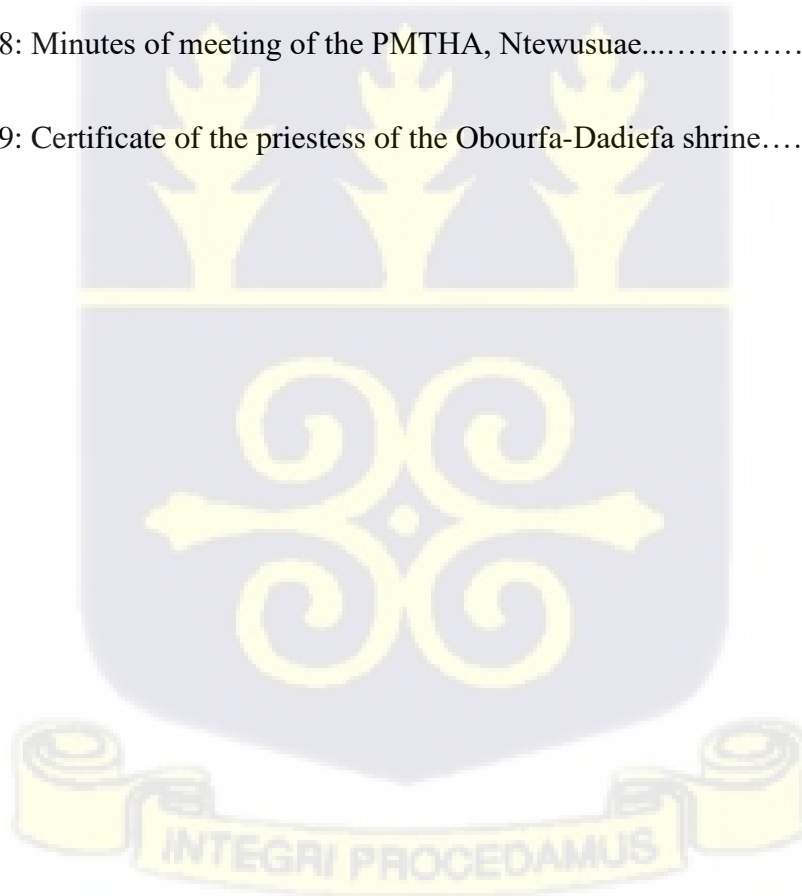 8: Minutes of meeting of the PMTHA, Ntewusuae...……………
9: Certificate of the priestess of the Obourfa-Dadiefa shrine…..
INTEGRI PROCEDAMUS